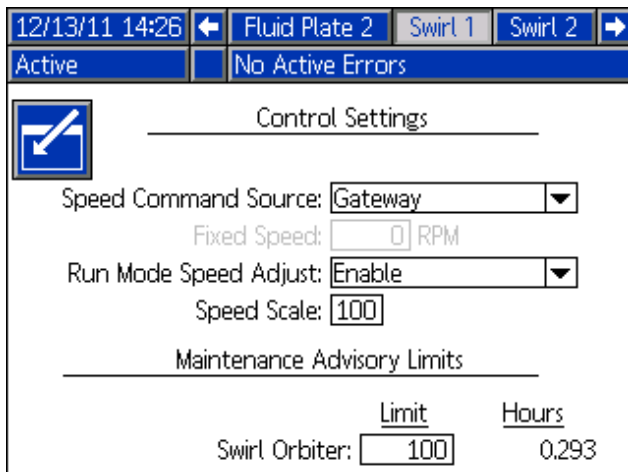 12/13/11 14:26 Fluid Plate 2 Swirl 1 Swirl 2
Active No Active Errors
Control Settings
Speed Command Source: Gateway
Fixed Speed: 0 RPM
Run Mode Speed Adjust: Enable
Speed Scale: 100
Maintenance Advisory Limits
Limit Hours
Swirl Orbiter: 100 0.293